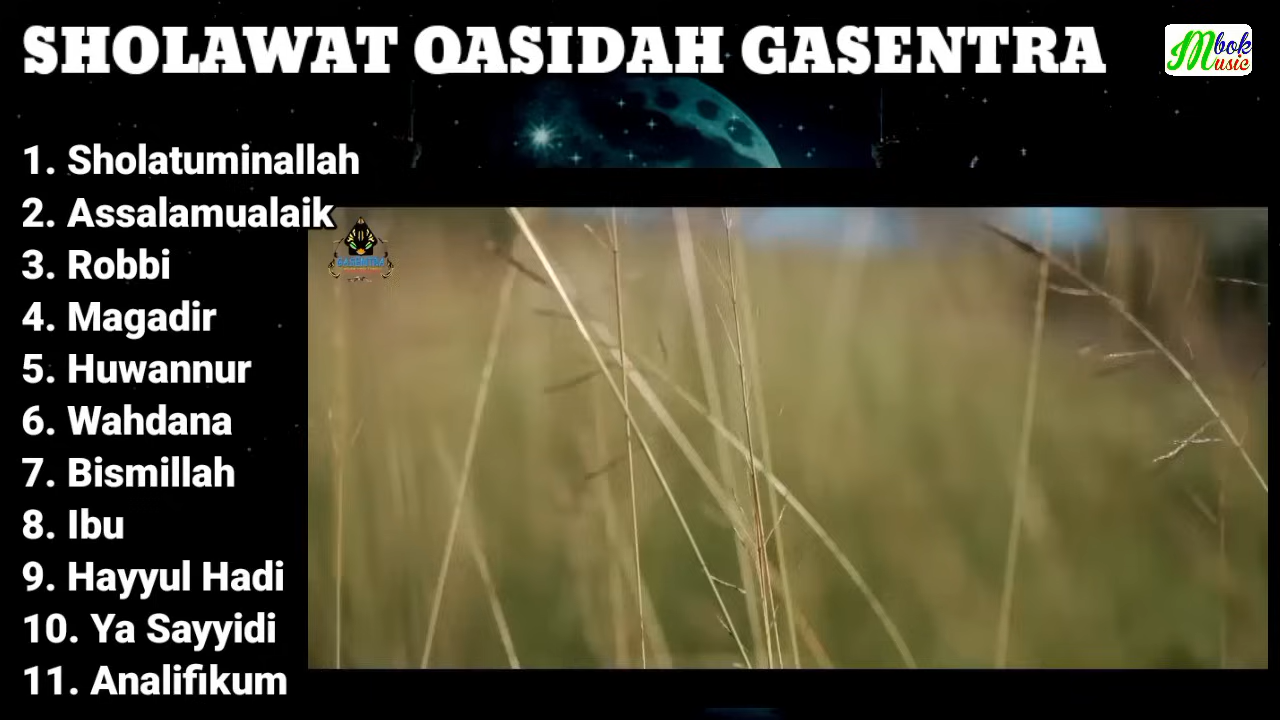 SHOLAWAT QASIDAH GASENTRA
Mbok
Music
1. Sholatuminallah
2. Assalamualaik
3. Robbi
4. Magadir
5. Huwannur
6. Wahdana
7. Bismillah
8. Ibu
9. Hayyul Hadi
10. Ya Sayyidi
11. Analifikum
GASENTRA